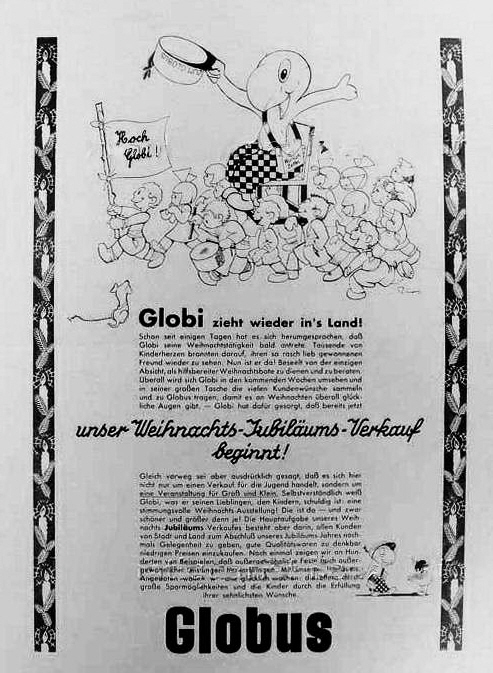 Hoch
Globi!
Globi zieht wieder in's Land!
Schon seit einigen Tagen hat es sich herumgesprochen, daß
Globi seine Weihnachtstätigkeit bald antrete. Tausende von
Kinderherzen brannten darauf, ihren so rasch lieb gewonnenen
Freund wieder zu sehen. Nun ist er da! Beseelt von der einzigen
Absicht, als hilfsbereiter Weihnachtsbote zu dienen und zu beraten.
Überall wird sich Globi in den kommenden Wochen umsehen und
in seiner großen Tasche die vielen Kundenwünsche sammeln
und zu Globus tragen, damit es an Weihnachten überall glück-
liche Augen gibt. — Globi hat dafür gesorgt, daß bereits jetzt
unser Weihnachts-Jubiläums-Verkauf
beginnt!
Gleich vorweg sei aber ausdrücklich gesagt, daß es sich hier
nicht nur um einen Verkauf für die Jugend handelt, sondern um
eine Veranstaltung für Groß und Klein. Selbstverständlich weiß
Globi, was er seinen Lieblingen, den Kindern, schuldig ist: eine
stimmungsvolle Weihnachts Ausstellung! Die ist da — und zwar
schöner und größer denn je! Die Hauptaufgabe unseres Weih-
nachts Jubiläums Verkaufes besteht aber darin, allen Kunden
von Stadt und Land zum Abschluß unseres Jubiläums Jahres noch-
mals Gelegenheit zu geben, gute Qualitätswaren zu denkbar
niedrigen Preisen einzukaufen. Noch einmal zeigen wir an Hun-
derten von Beispielen, daß außergewöhnliche Feste auch außer-
gewöhnliche Leistungen
Angeboten wollen wir
große Sparmöglichkeiten und die Kinder durch die Erfüllung
ihrer sehnlichsten Wünsche.
Globus